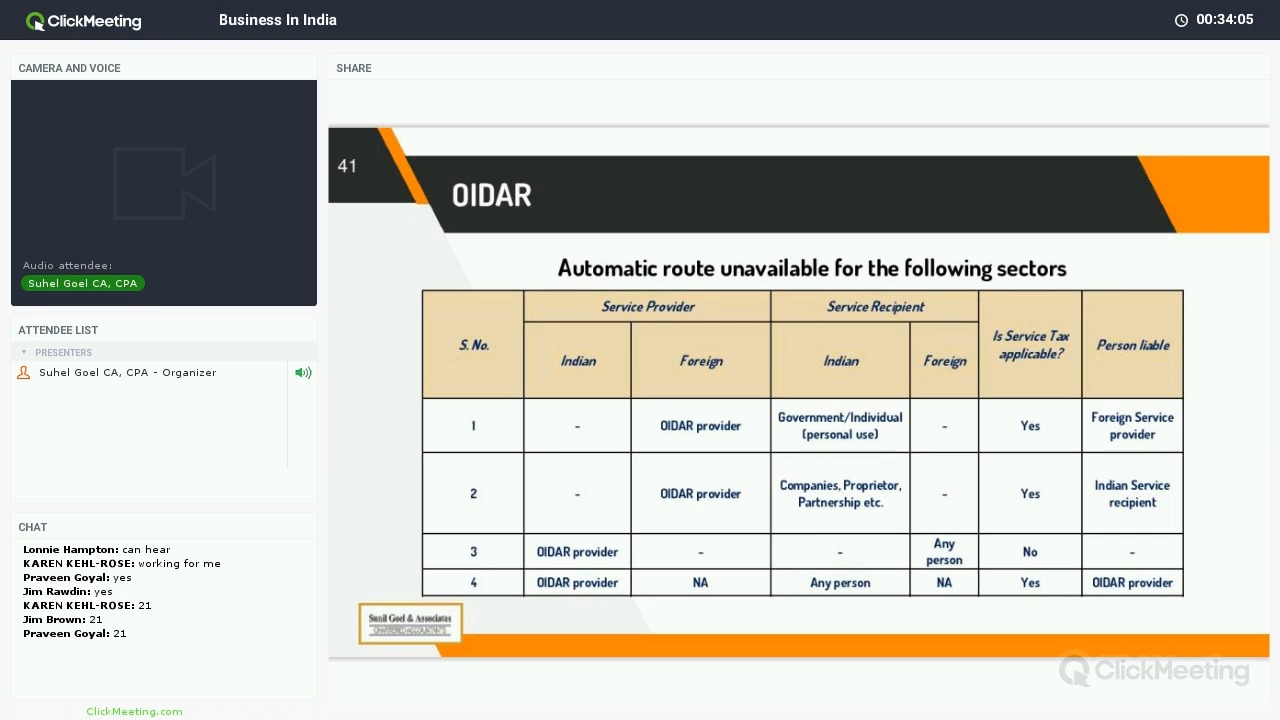 ClickMeeting
Business In India
00:34:05
CAMERA AND VOICE
Audio attendee:
Suhel Goel CA, CPA
ATTENDEE LIST
PRESENTERS
Suhel Goel CA, CPA - Organizer
CHAT
Lonnie Hampton: can hear
KAREN KEHL-ROSE: working for me
Praveen Goyal: yes
Jim Rawdin: yes
KAREN KEHL-ROSE: 21
Jim Brown: 21
Praveen Goyal: 21
ClickMeeting.com
SHARE
41
OIDAR
Automatic route unavailable for the following sectors
S. No.
Service Provider
Service Recipient
Is Service Tax
applicable?
Person liable
Indian
Foreign
Indian
Foreign
1
-
OIDAR provider
Government/Individual
(personal use)
-
Yes
Foreign Service
provider
2
-
OIDAR provider
Companies, Proprietor,
Partnership etc.
-
Yes
Indian Service
recipient
3
OIDAR provider
-
-
Any
person
No
-
4
OIDAR provider
NA
Any person
NA
Yes
OIDAR provider
Sunil Goel & Associates
CHARTERED ACCOUNTANTS
ClickMeeting